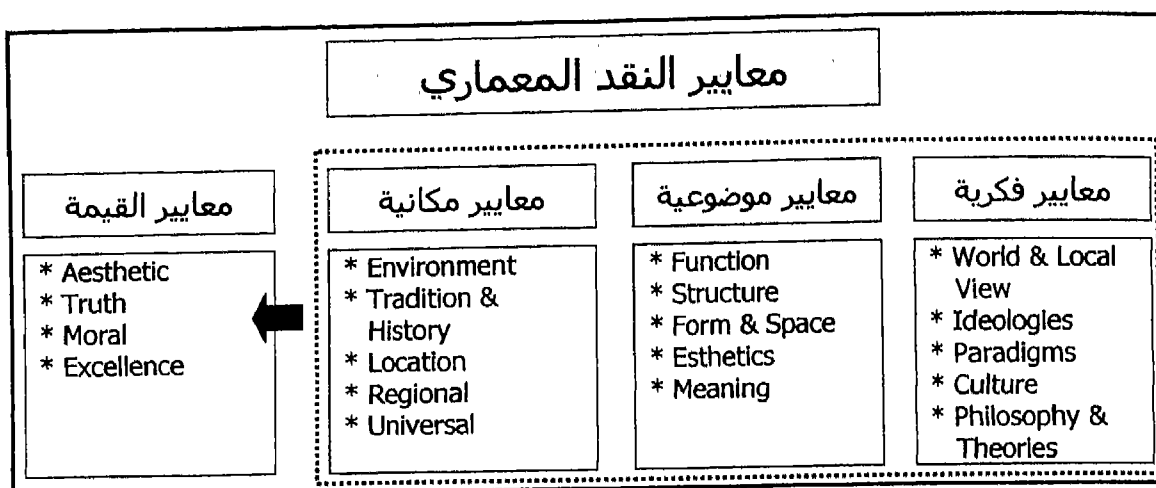 معايير النقد المعماري
معايير فكرية
* World & Local
View
* Ideologies
* Paradigms
* Culture
* Philosophy &
Theories
معايير موضوعية
* Function
* Structure
* Form & Space
* Esthetics
* Meaning
معايير مكانية
* Environment
* Tradition &
History
* Location
* Regional
* Universal
معايير القيمة
* Aesthetic
* Truth
* Moral
* Excellence